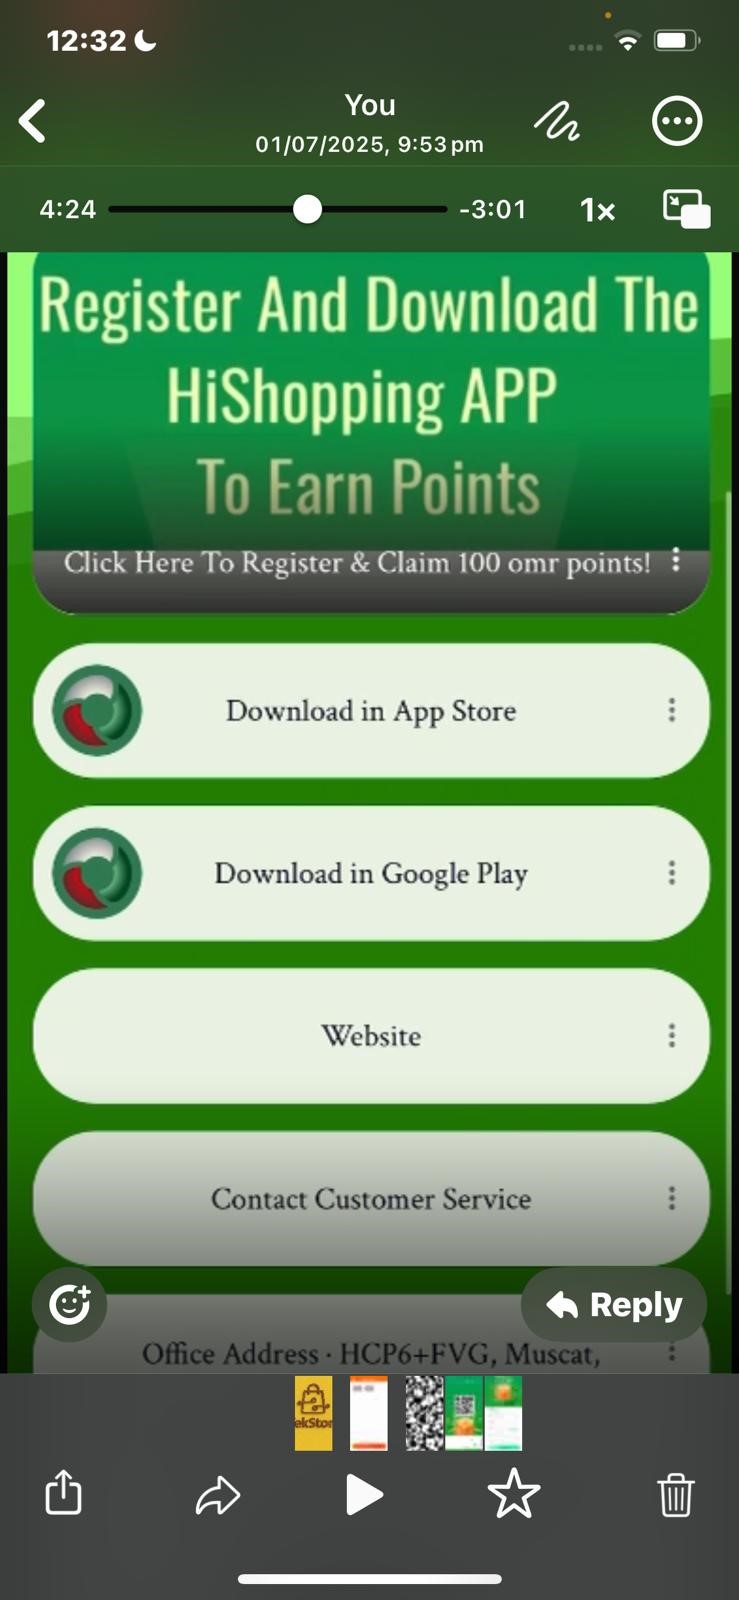 12:32
You
01/07/2025, 9:53 pm
4:24
-3:01
1×
Register And Download The
HiShopping APP
To Earn Points
Click Here To Register & Claim 100 omr points!
Download in App Store
Download in Google Play
Website
Contact Customer Service
Reply
Office Address · HCP6+FVG, Muscat,
ekStor